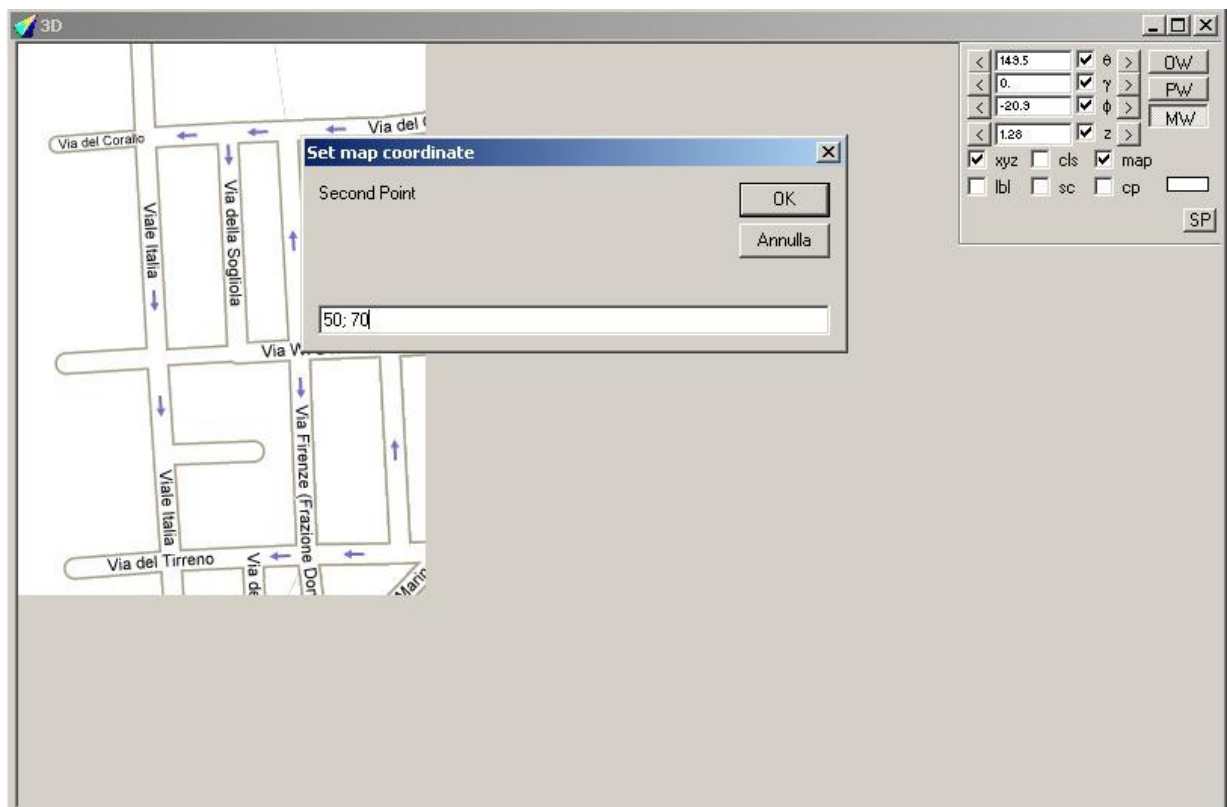 3D
149.5 θ OW
0. γ PW
-20.9 ϕ MW
1.28 z
xyz cls map
lbl sc cp
SP
Via del Corallo
Via del
Set map coordinate
Second Point
OK
Annulla
50; 70
Viale Italia
Via della Sogliola
Via
Via Firenze (Frazione
Viale Italia
Via del Tirreno
Via